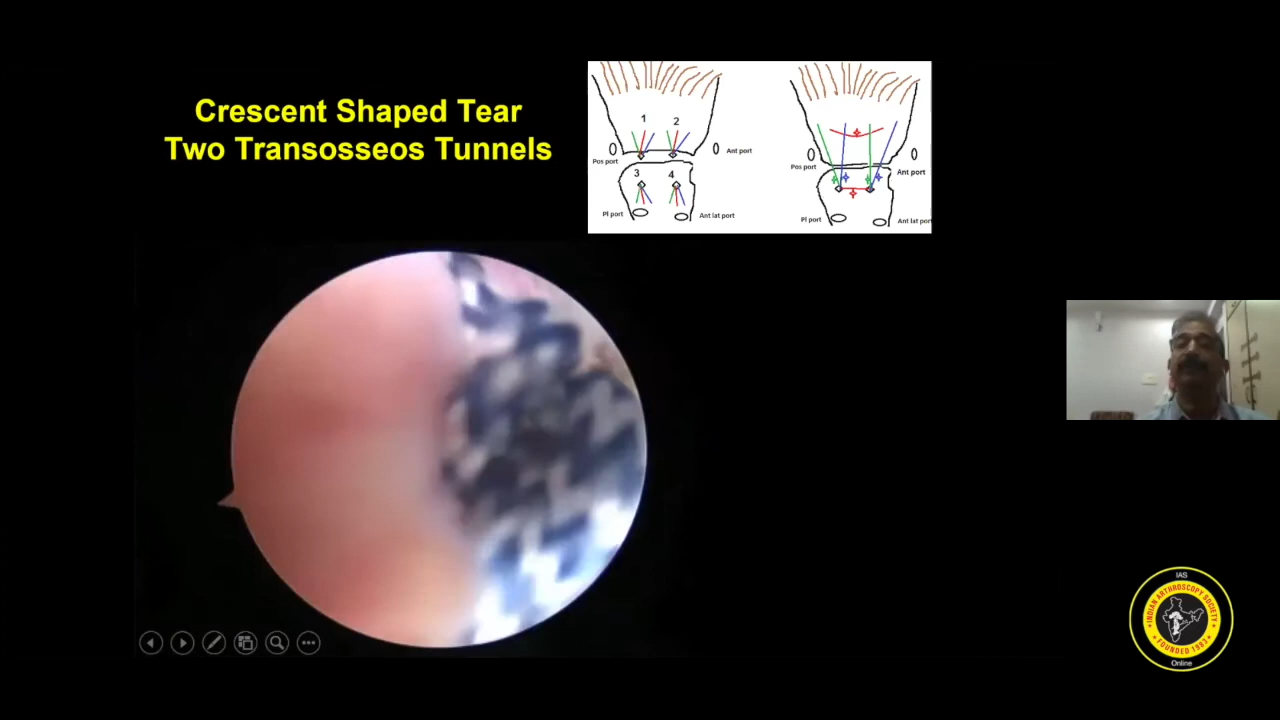 Crescent Shaped Tear
Two Transosseos Tunnels
1
2
Pos port
Ant port
3
4
Pl port
Ant lat port
Pos port
Ant port
Pl port
Ant lat port
IAS
INDIAN ARTHROSCOPY SOCIETY
FOUNDED 1983
Online